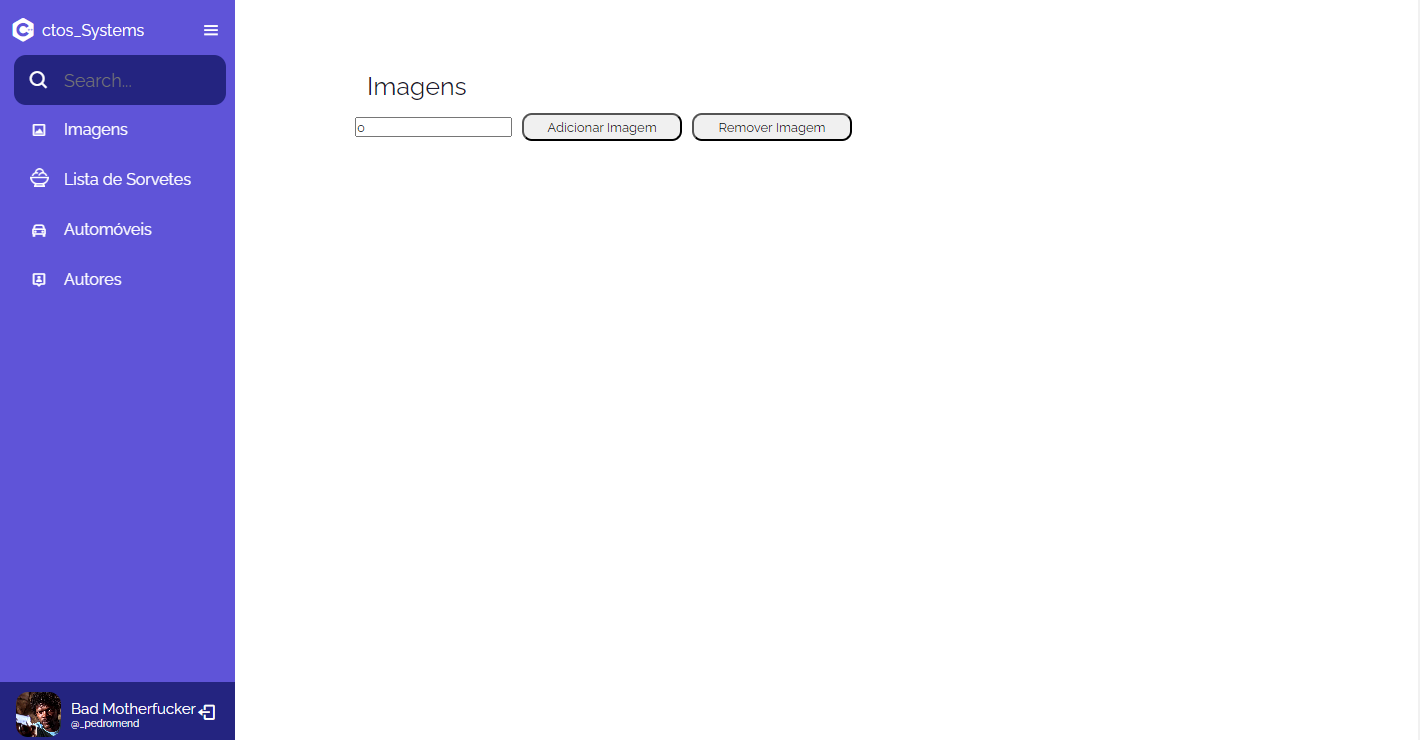 ctos_Systems
Search...
Imagens
Lista de Sorvetes
Automóveis
Autores
Bad Motherfucker
@_pedromend
Imagens
0
Adicionar Imagem
Remover Imagem